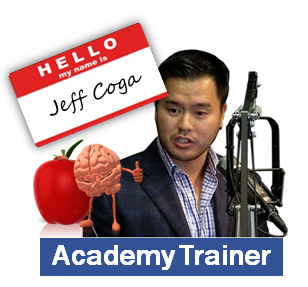 HELLO
my name is
Jeff Coga
Academy Trainer